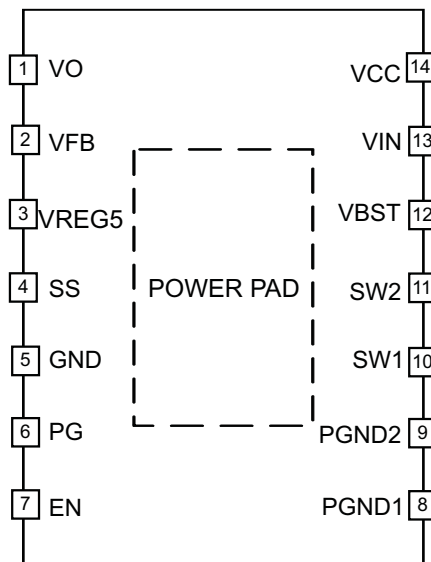 1 VO
2 VFB
3 VREG5
4 SS
5 GND
6 PG
7 EN
POWER PAD
VCC 14
VIN 13
VBST 12
SW2 11
SW1 10
PGND2 9
PGND1 8